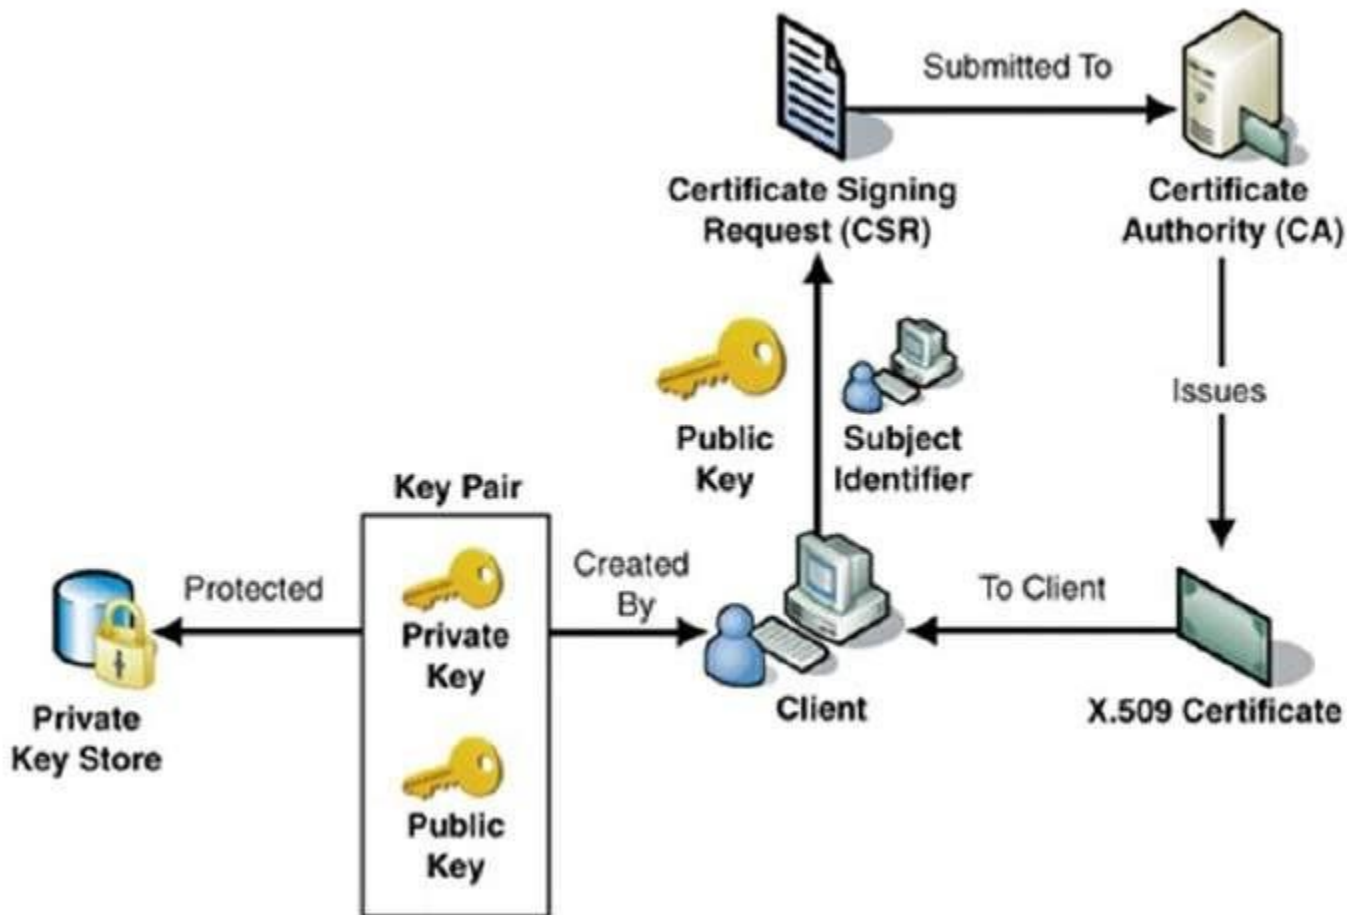 Submitted To
Certificate Signing
Request (CSR)
Certificate
Authority (CA)
Issues
Public
Key
Subject
Identifier
Key Pair
Protected
Private
Key
Created
By
To Client
Private
Key Store
Client
X.509 Certificate
Public
Key